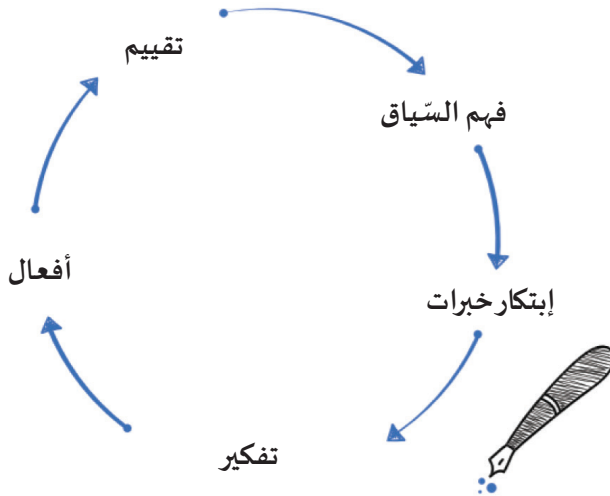 تقييم
فهم السّياق
إبتكار خبرات
تفكير
أفعال